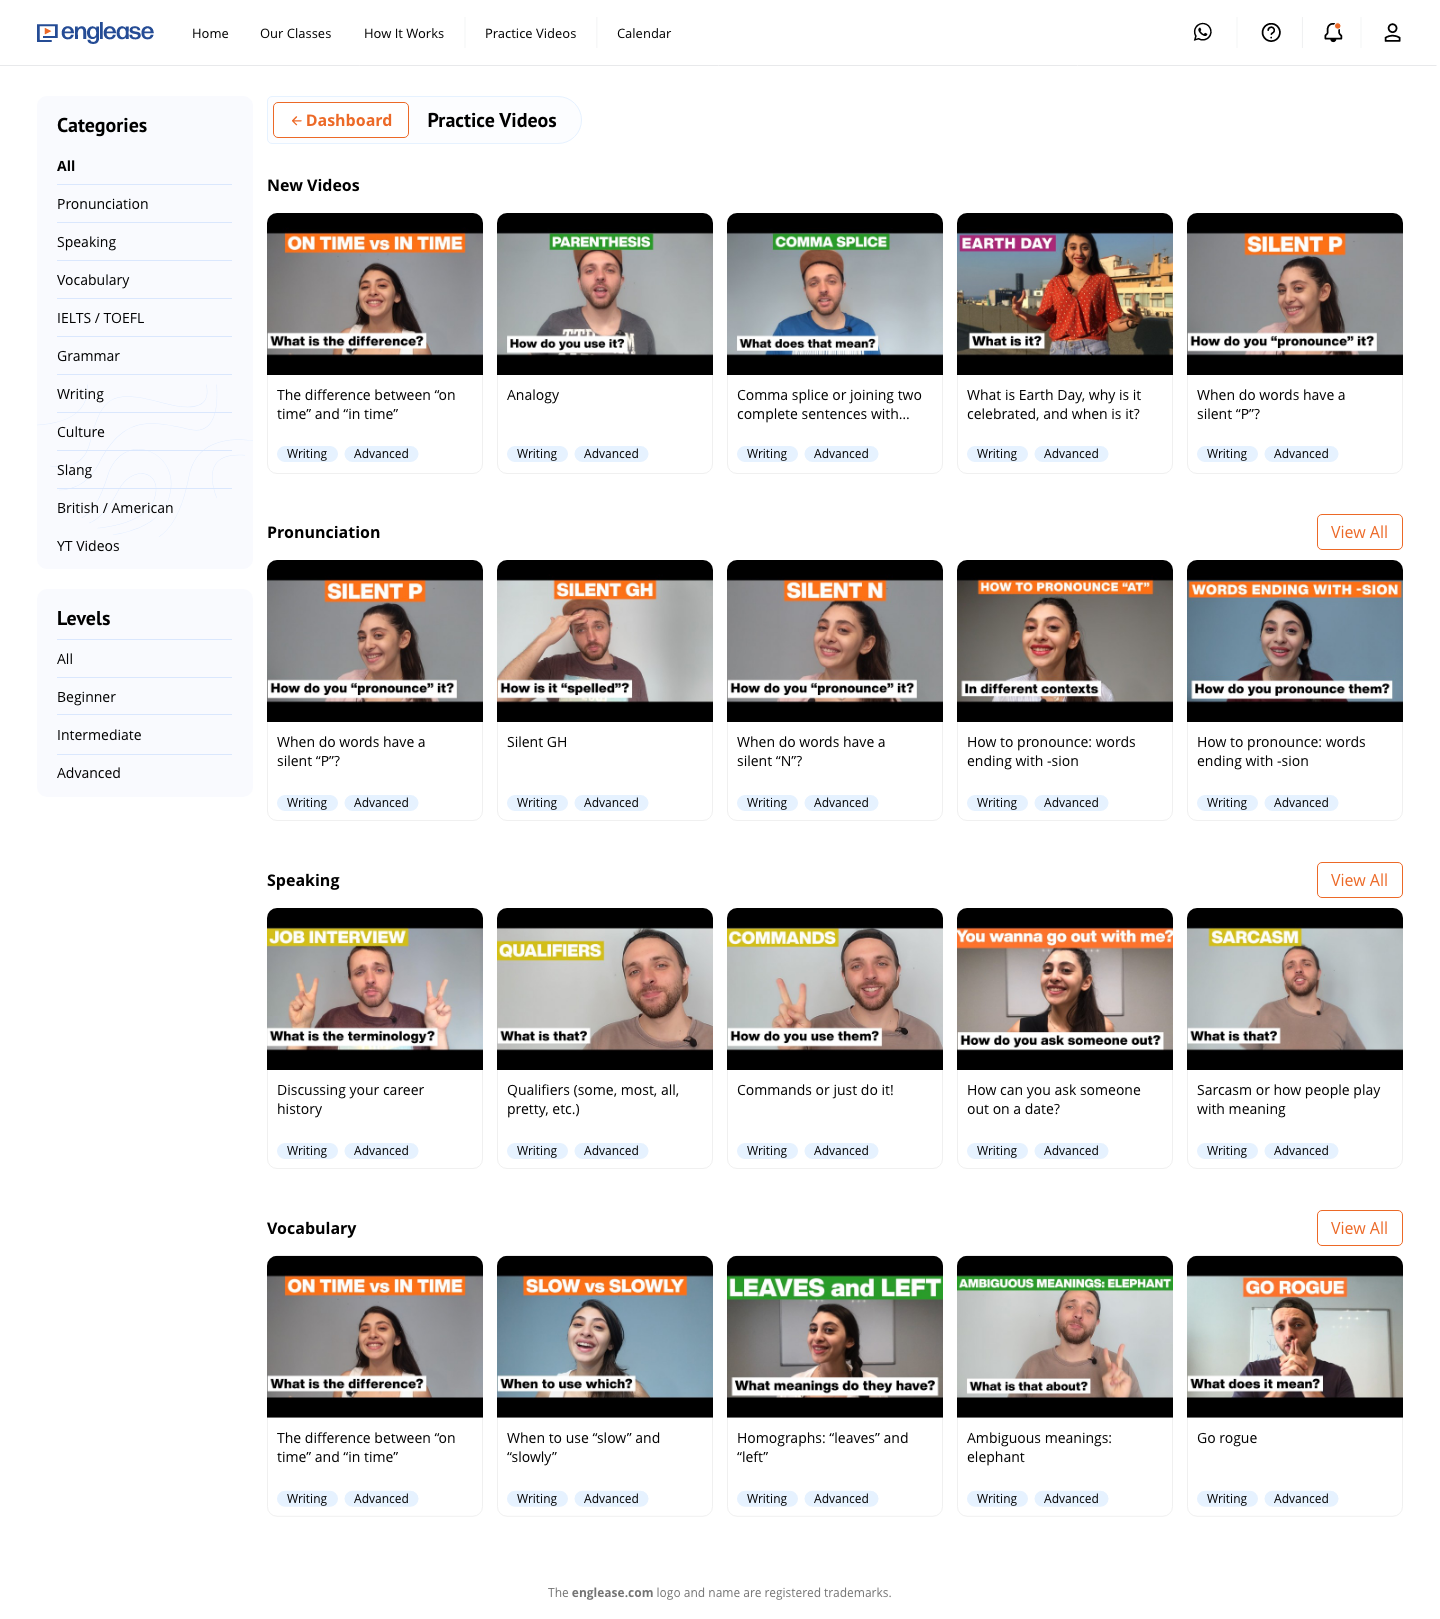 englease
Home
Our Classes
How It Works
Practice Videos
Calendar
Categories
All
Pronunciation
Speaking
Vocabulary
IELTS / TOEFL
Grammar
Writing
Culture
Slang
British / American
YT Videos
Levels
All
Beginner
Intermediate
Advanced
← Dashboard
Practice Videos
New Videos
ON TIME vs IN TIME
What is the difference?
The difference between “on
time” and “in time”
Writing
Advanced
PARENTHESIS
How do you use it?
Analogy
Writing
Advanced
COMMA SPLICE
What does that mean?
Comma splice or joining two
complete sentences with...
Writing
Advanced
EARTH DAY
What is it?
What is Earth Day, why is it
celebrated, and when is it?
Writing
Advanced
SILENT P
How do you “pronounce” it?
When do words have a
silent “P”?
Writing
Advanced
Pronunciation
View All
SILENT P
How do you “pronounce” it?
When do words have a
silent “P”?
Writing
Advanced
SILENT GH
How is it “spelled”?
Silent GH
Writing
Advanced
SILENT N
How do you “pronounce” it?
When do words have a
silent “N”?
Writing
Advanced
HOW TO PRONOUNCE “AT”
In different contexts
How to pronounce: words
ending with -sion
Writing
Advanced
WORDS ENDING WITH -SION
How do you pronounce them?
How to pronounce: words
ending with -sion
Writing
Advanced
Speaking
View All
JOB INTERVIEW
What is the terminology?
Discussing your career
history
Writing
Advanced
QUALIFIERS
What is that?
Qualifiers (some, most, all,
pretty, etc.)
Writing
Advanced
COMMANDS
How do you use them?
Commands or just do it!
Writing
Advanced
You wanna go out with me?
How do you ask someone out?
How can you ask someone
out on a date?
Writing
Advanced
SARCASM
What is that?
Sarcasm or how people play
with meaning
Writing
Advanced
Vocabulary
View All
ON TIME vs IN TIME
What is the difference?
The difference between “on
time” and “in time”
Writing
Advanced
SLOW vs SLOWLY
When to use which?
When to use “slow” and
“slowly”
Writing
Advanced
LEAVES and LEFT
What meanings do they have?
Homographs: “leaves” and
“left”
Writing
Advanced
AMBIGUOUS MEANINGS: ELEPHANT
What is that about?
Ambiguous meanings:
elephant
Writing
Advanced
GO ROGUE
What does it mean?
Go rogue
Writing
Advanced
The englease.com logo and name are registered trademarks.